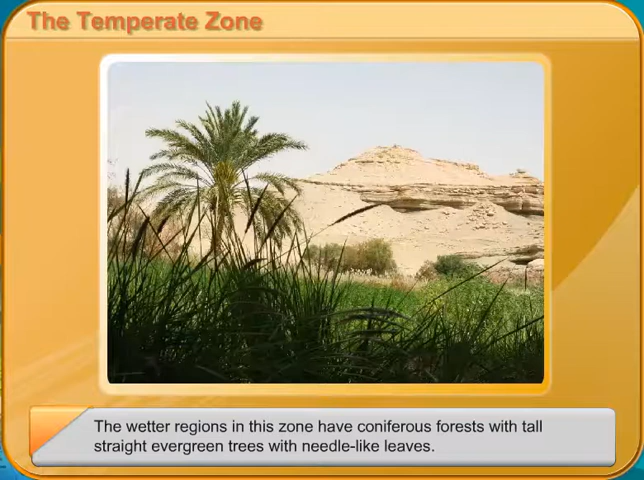 The Temperate Zone
The wetter regions in this zone have coniferous forests with tall
straight evergreen trees with needle-like leaves.